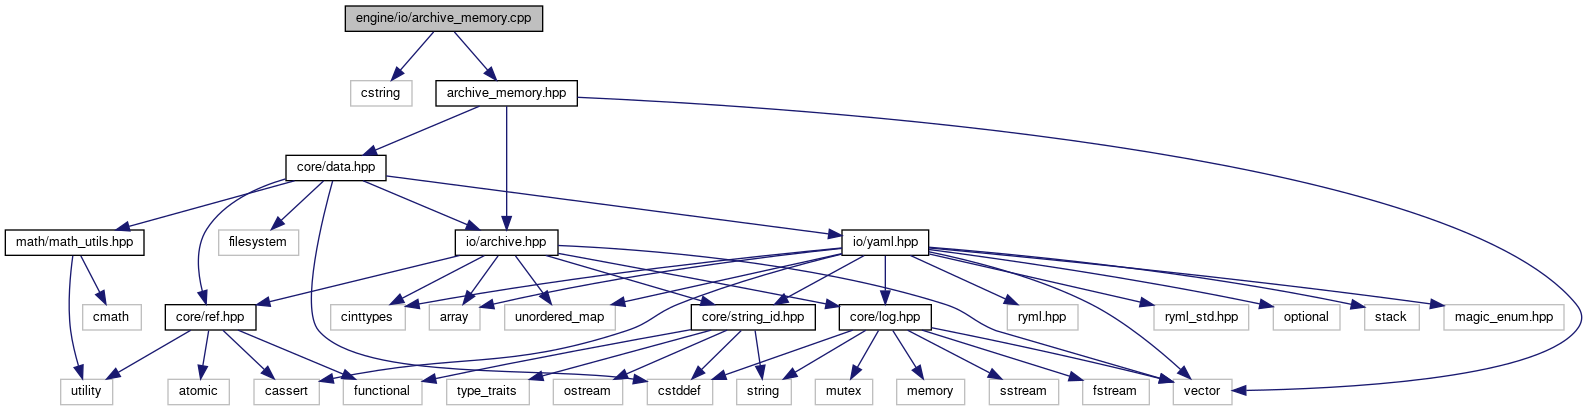 engine/io/archive_memory.cpp
cstring
archive_memory.hpp
core/data.hpp
math/math_utils.hpp
filesystem
io/archive.hpp
io/yaml.hpp
cmath
core/ref.hpp
cinttypes
array
unordered_map
core/string_id.hpp
core/log.hpp
ryml.hpp
ryml_std.hpp
optional
stack
magic_enum.hpp
utility
atomic
cassert
functional
type_traits
ostream
cstddef
string
mutex
memory
sstream
fstream
vector